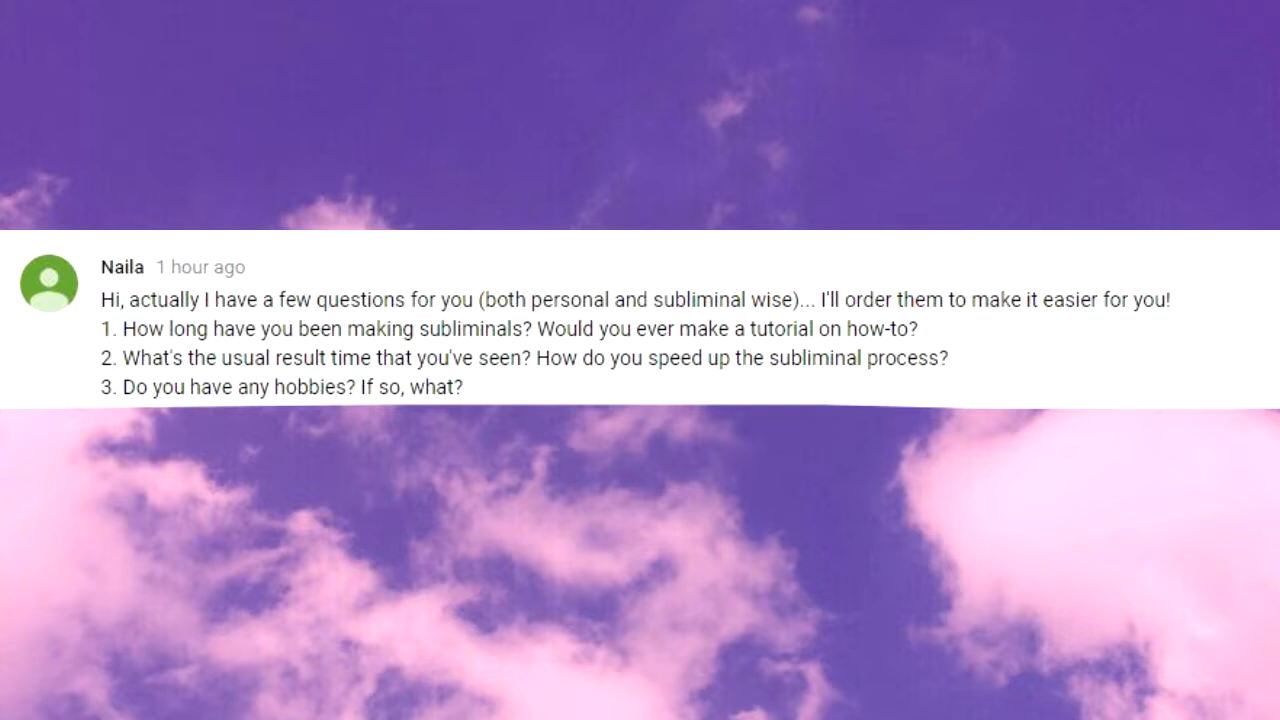 Naila 1 hour ago
Hi, actually I have a few questions for you (both personal and subliminal wise)... I'll order them to make it easier for you!
1. How long have you been making subliminals? Would you ever make a tutorial on how-to?
2. What's the usual result time that you've seen? How do you speed up the subliminal process?
3. Do you have any hobbies? If so, what?